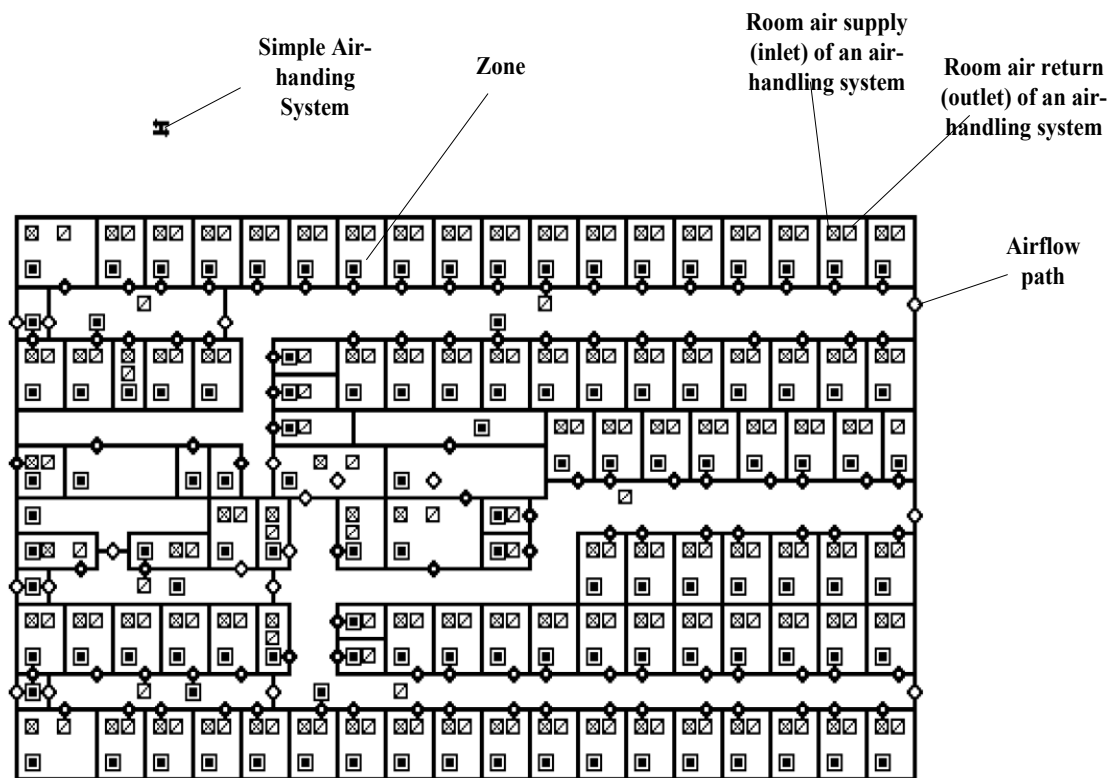 Simple Air-
handing
System
Zone
Room air supply
(inlet) of an air-
handling system
Room air return
(outlet) of an air-
handling system
Airflow
path